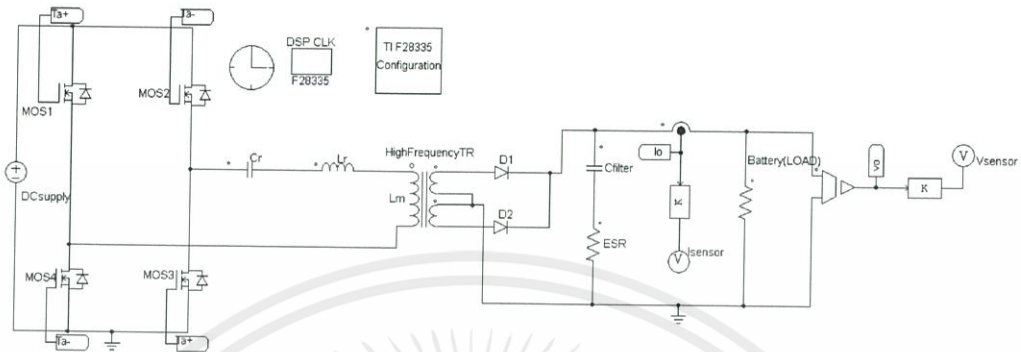 Ta+
Ta-
DSP CLK
F28335
TI F28335
Configuration
MOS1
MOS2
DCsupply
Cr
Lr
HighFrequencyTR
Lm
D1
D2
Cfilter
ESR
Io
K
Isensor
Battery(LOAD)
Vo
K
V
Vsensor
V
MOS4
MOS3
Ta-
Ta+